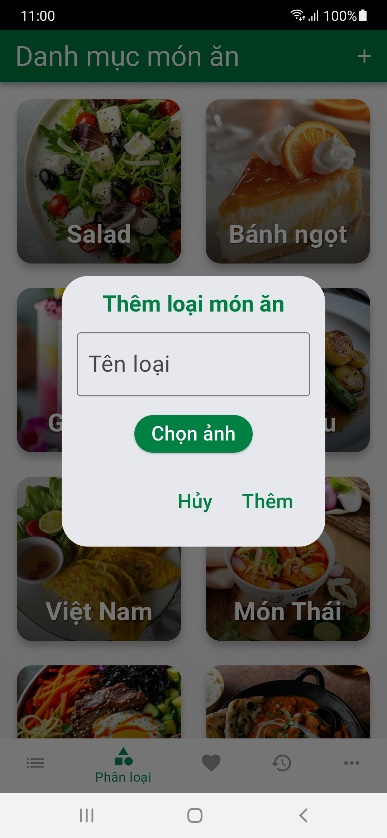 11:00
100%
Danh mục món ăn
+
Salad
Bánh ngọt
Thêm loại món ăn
Tên loại
Chọn ảnh
Hủy
Thêm
Việt Nam
Món Thái
Phân loại